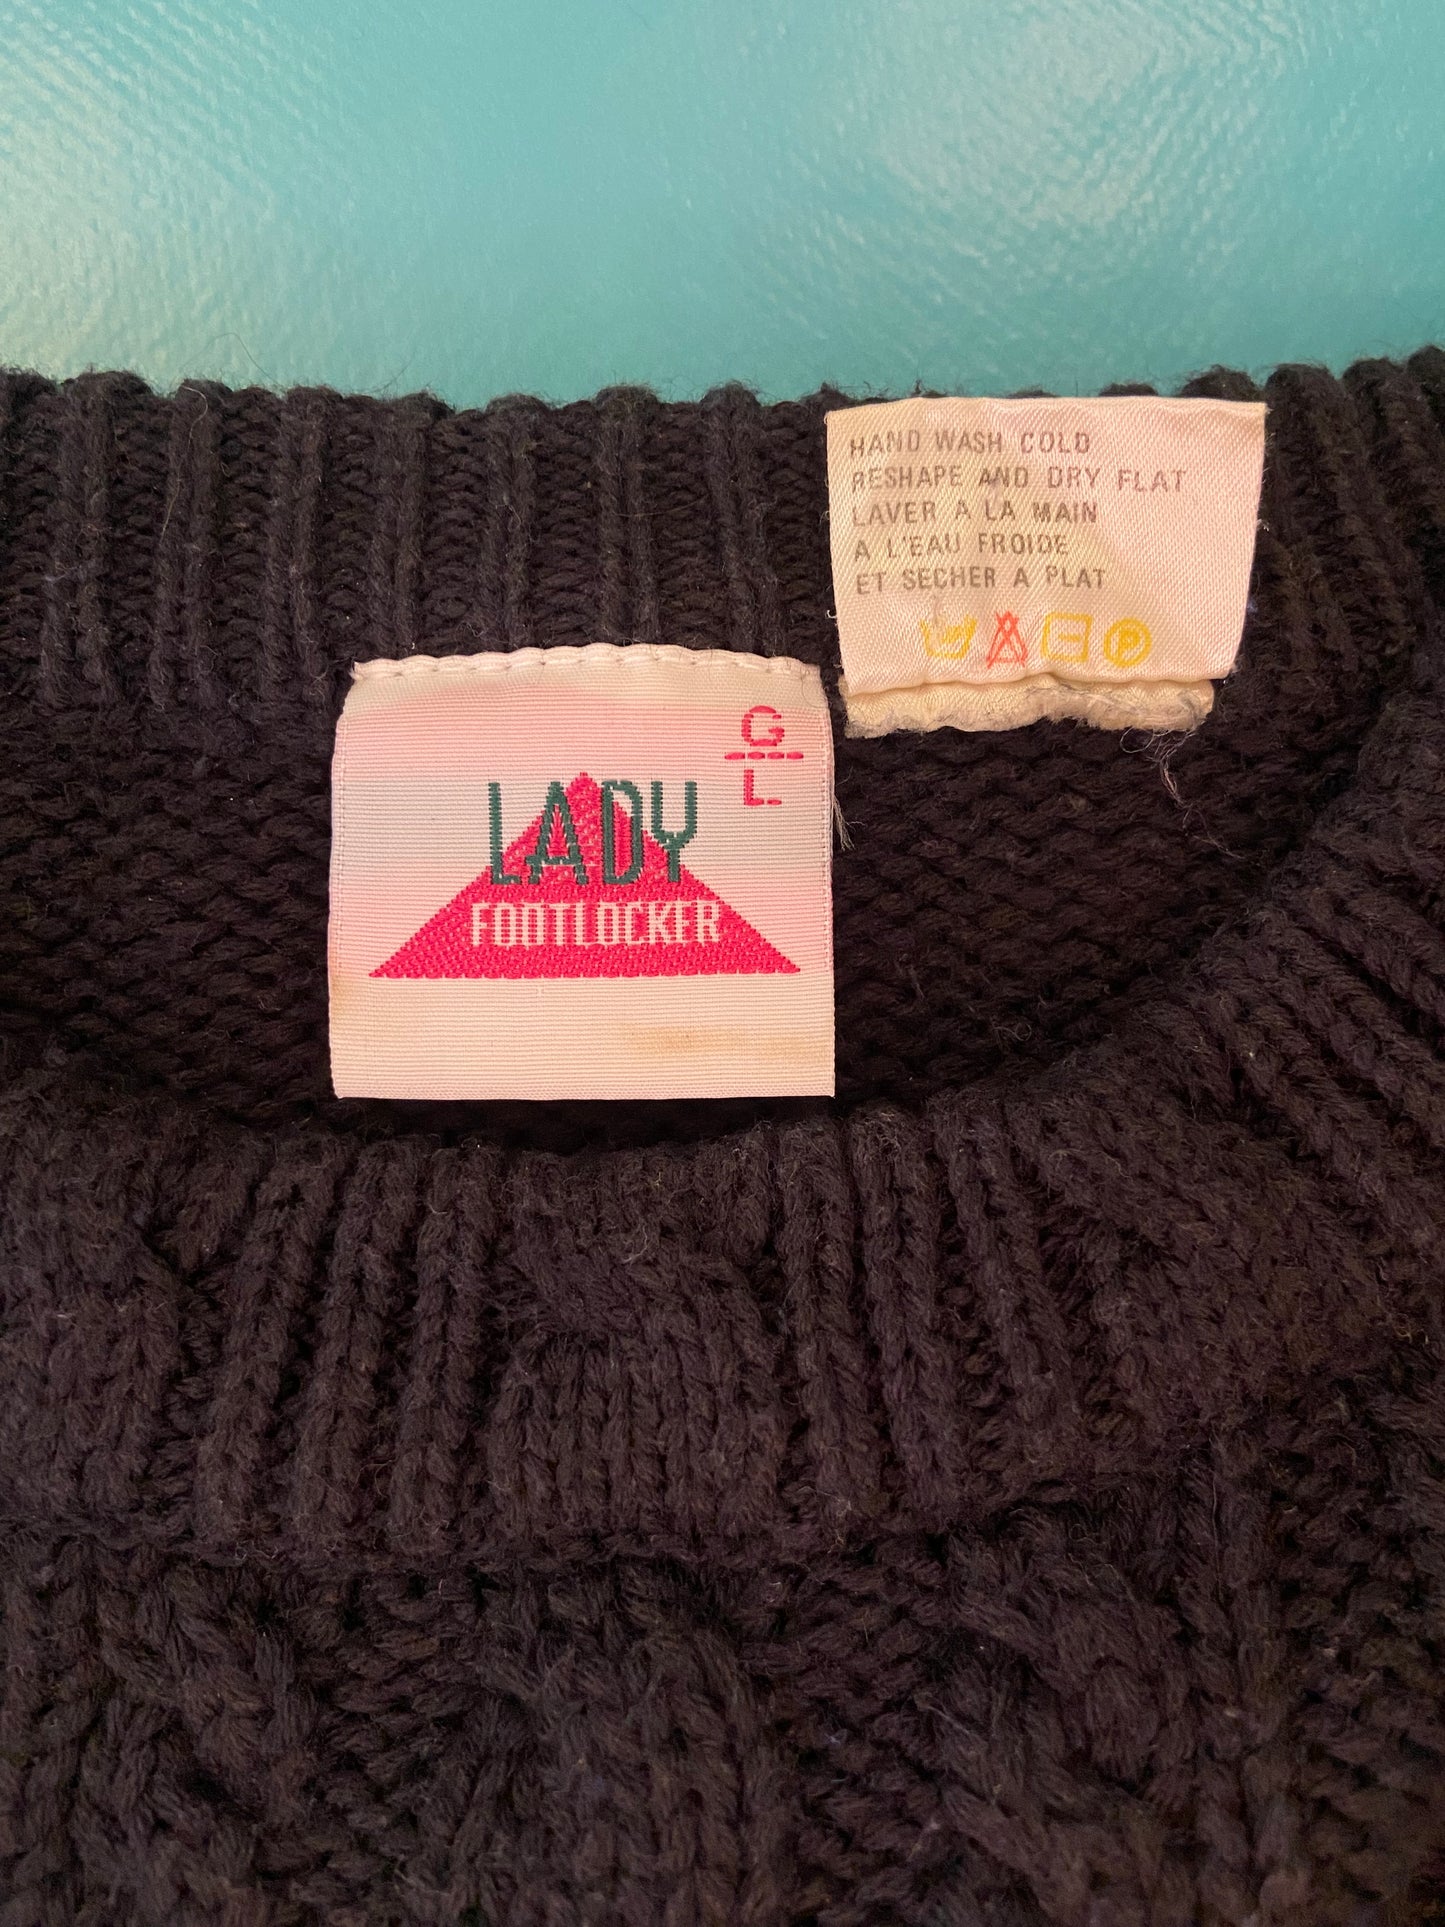 HAND WASH COLD
RESHAPE AND DRY FLAT
LAVER A LA MAIN
A L'EAU FROIDE
ET SECHER A PLAT
P
G
L.
LADY
FOOTLOCKER